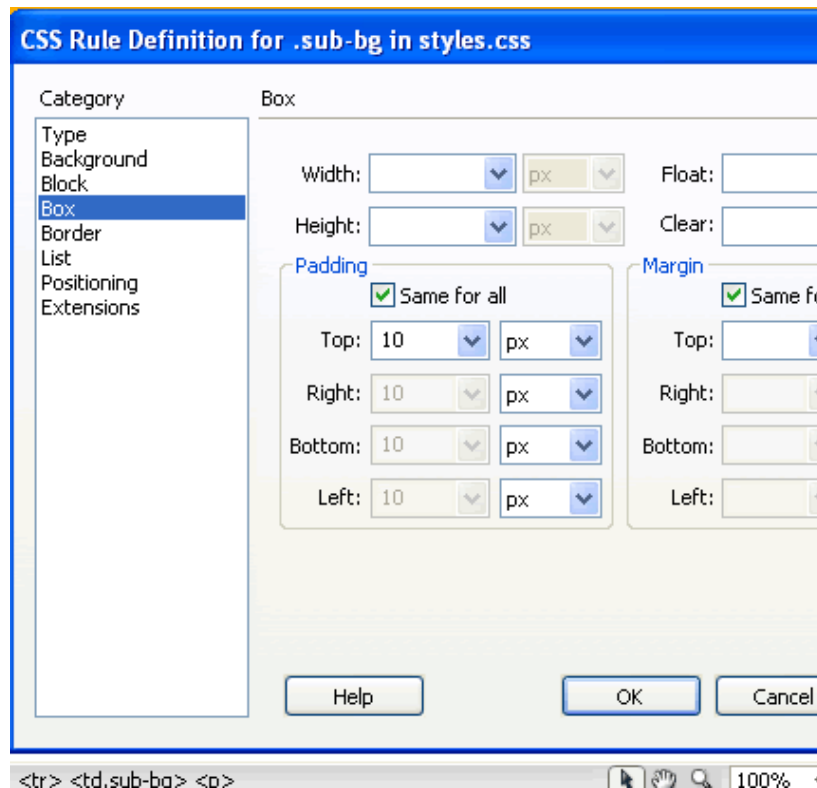 CSS Rule Definition for .sub-bg in styles.css
Category
Type
Background
Block
Box
Border
List
Positioning
Extensions
Box
Width: px Float:
Height: px Clear:
Padding
Same for all
Top: 10 px
Right: 10 px
Bottom: 10 px
Left: 10 px
Margin
Same
Top:
Right:
Bottom:
Left:
Help OK Cancel
<tr> <td.sub-bg> <p> 100%